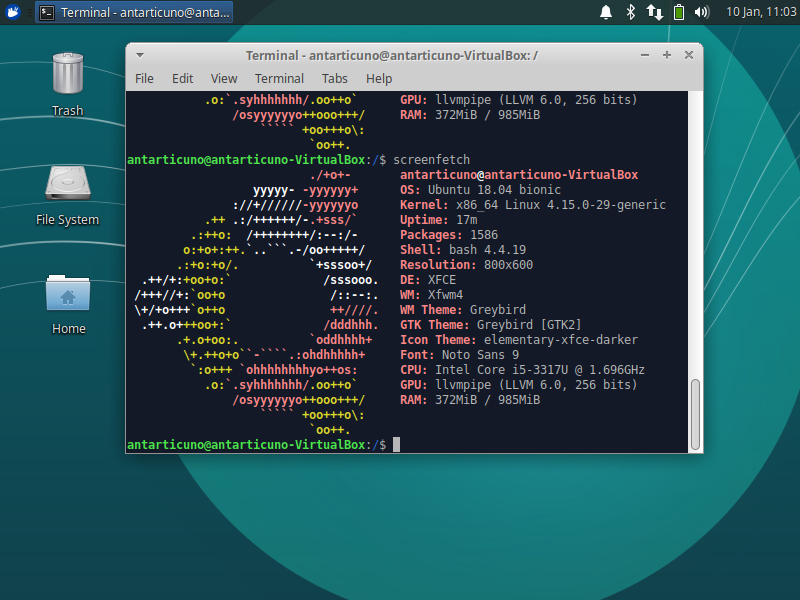 Terminal - antarticuno@anta...
10 Jan, 11:03
Trash
File System
Home
Terminal - antarticuno@antarticuno-VirtualBox: /
File Edit View Terminal Tabs Help
.o:`.syhhhhhhh/.oo++o` GPU: llvmpipe (LLVM 6.0, 256 bits)
/osyyyyyyo++ooo+++/ RAM: 372MiB / 985MiB
````` +oo+++o\:
`oo++.
antarticuno@antarticuno-VirtualBox:/$ screenfetch
./+o+- antarticuno@antarticuno-VirtualBox
yyyyy- -yyyyyy+ OS: Ubuntu 18.04 bionic
://+//////-yyyyyyo Kernel: x86_64 Linux 4.15.0-29-generic
.++ .:/++++++/-.+sss/` Uptime: 17m
.:++o: /++++++++/:--:/- Packages: 1586
o:+o+:++.`..```.-/oo+++++/ Shell: bash 4.4.19
.:+o:+o/. `+sssoo+/ Resolution: 800x600
.++/+:+oo+o:` /sssooo. DE: XFCE
/+++//+:`oo+o /::--:. WM: Xfwm4
\+/+o+++`o++o ++////. WM Theme: Greybird
.++.o+++oo+:` /dddhhh. GTK Theme: Greybird [GTK2]
.+.o+oo:. `oddhhhh+ Icon Theme: elementary-xfce-darker
\+.++o+o``-````.:ohdhhhhh+ Font: Noto Sans 9
`:o+++ `ohhhhhhhhyo++os: CPU: Intel Core i5-3317U @ 1.696GHz
.o:`.syhhhhhhh/.oo++o` GPU: llvmpipe (LLVM 6.0, 256 bits)
/osyyyyyyo++ooo+++/ RAM: 372MiB / 985MiB
````` +oo+++o\:
`oo++.
antarticuno@antarticuno-VirtualBox:/$